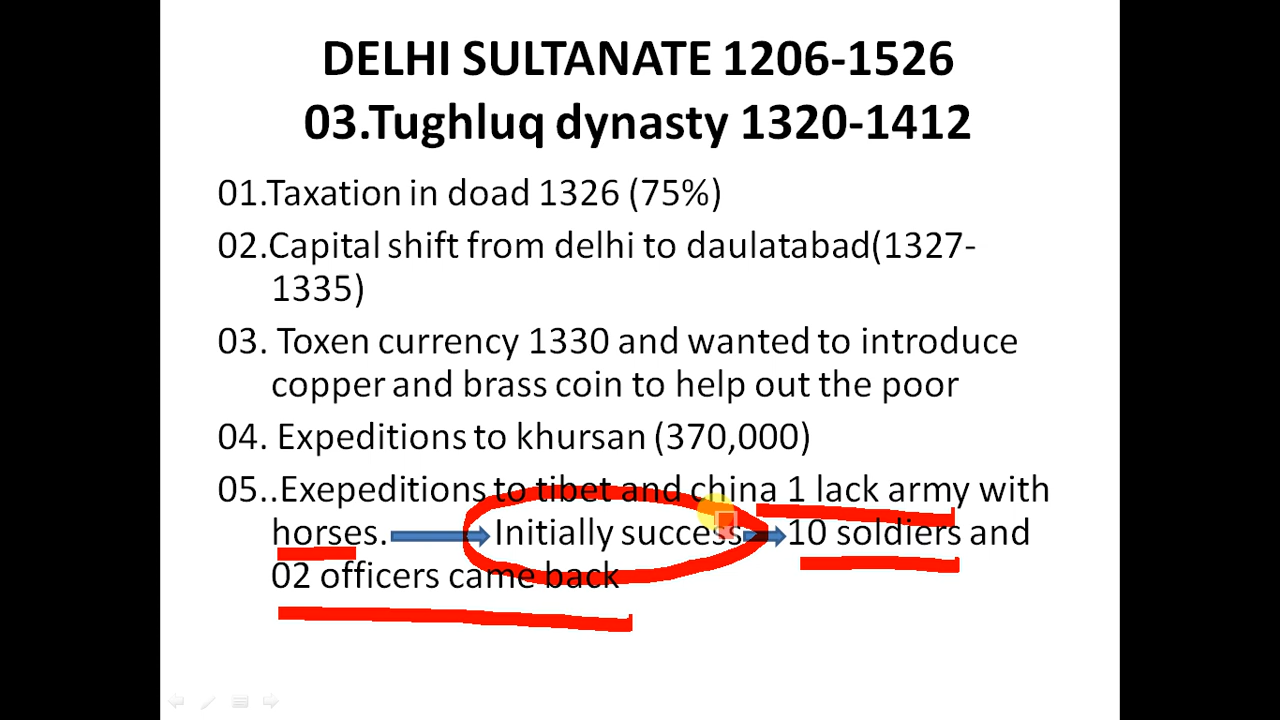 DELHI SULTANATE 1206-1526
03.Tughluq dynasty 1320-1412
01.Taxation in doad 1326 (75%)
02.Capital shift from delhi to daulatabad(1327-
1335)
03. Toxen currency 1330 and wanted to introduce
copper and brass coin to help out the poor
04. Expeditions to khursan (370,000)
05..Exepeditions to tibet and china 1 lack army with
horses. Initially success 10 soldiers and
02 officers came back